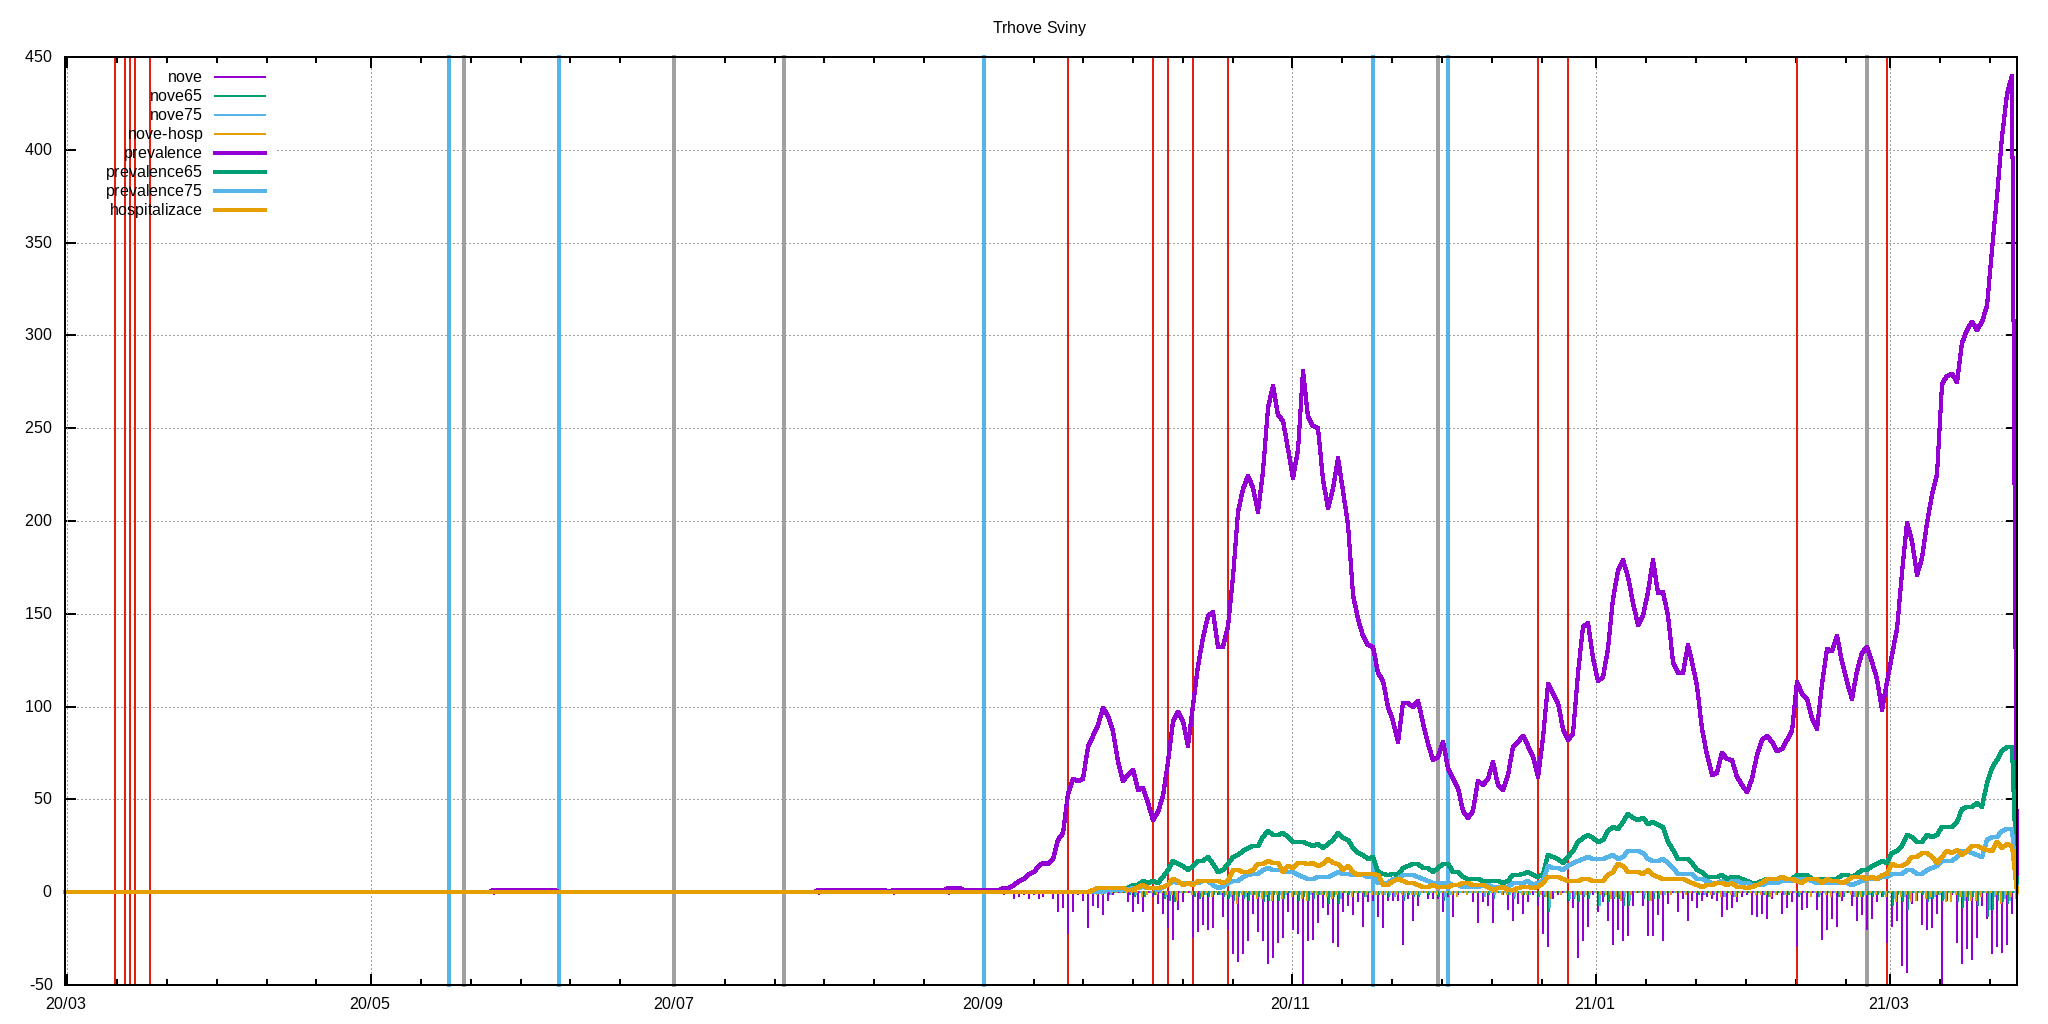 Trhove Sviny
450
400
350
300
250
200
150
100
50
0
-50
nove
nove65
nove75
nove-hosp
prevalence
prevalence65
prevalence75
hospitalizace
20/03 20/05 20/07 20/09 20/11 21/01 21/03